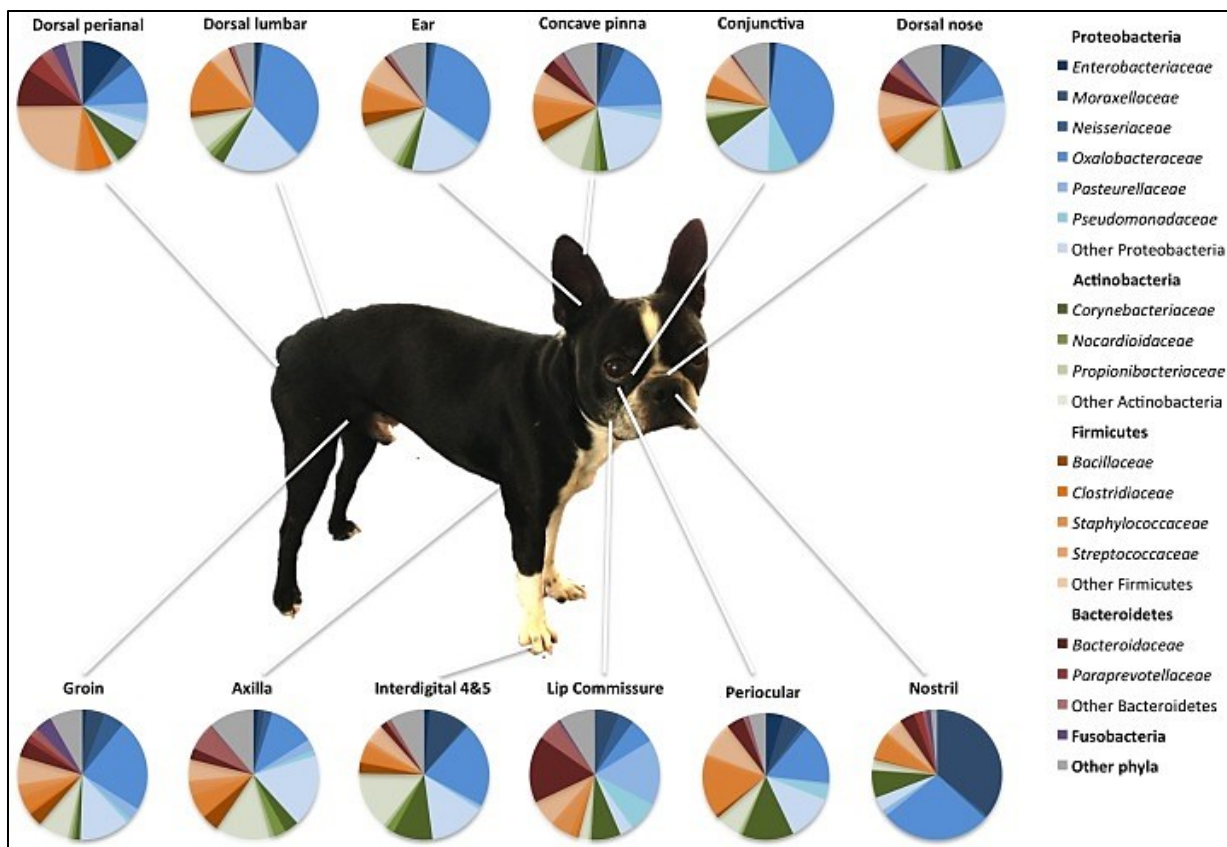 Dorsal perianal
Dorsal lumbar
Ear
Concave pinna
Conjunctiva
Dorsal nose
Groin
Axilla
Interdigital 4&5
Lip Commissure
Periocular
Nostril
Proteobacteria
Enterobacteriaceae
Moraxellaceae
Neisseriaceae
Oxalobacteraceae
Pasteurellaceae
Pseudomonadaceae
Other Proteobacteria
Actinobacteria
Corynebacteriaceae
Nocardioidaceae
Propionibacteriaceae
Other Actinobacteria
Firmicutes
Bacillaceae
Clostridiaceae
Staphylococcaceae
Streptococcaceae
Other Firmicutes
Bacteroidetes
Bacteroidaceae
Paraprevotellaceae
Other Bacteroidetes
Fusobacteria
Other phyla